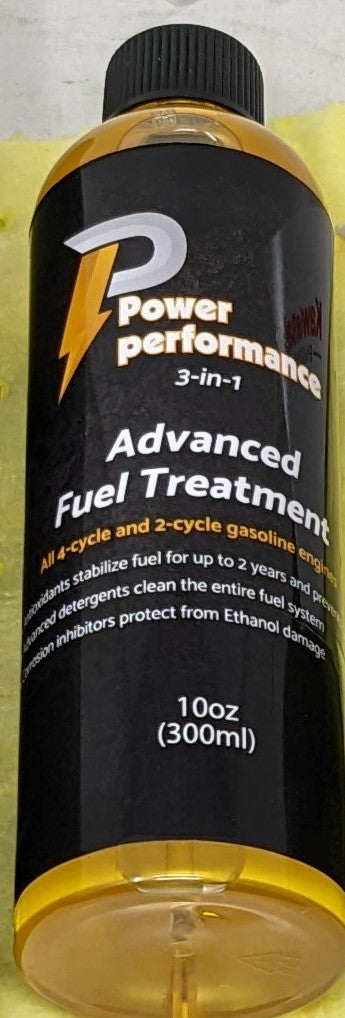 Power
performance
3-in-1
Advanced
Fuel Treatment
All 4-cycle and 2-cycle gasoline
stabilize fuel for up to 2 years and
detergents clean the entire fuel system
inhibitors protect from Ethanol damage
10oz
(300ml)